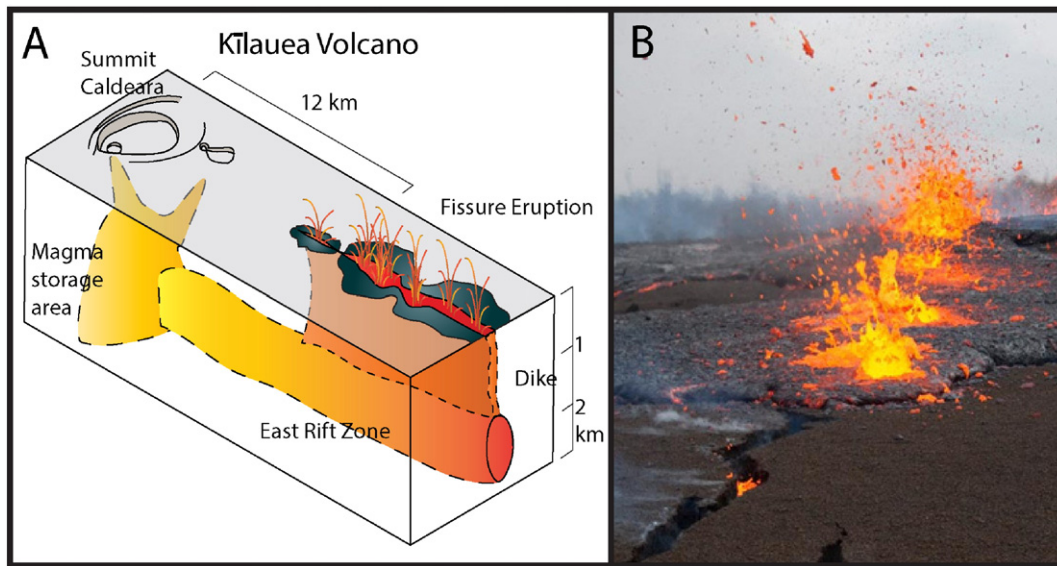 A
Kīlauea Volcano
Summit
Caldeara
12 km
Fissure Eruption
Magma
storage
area
East Rift Zone
Dike
1
2
km
B